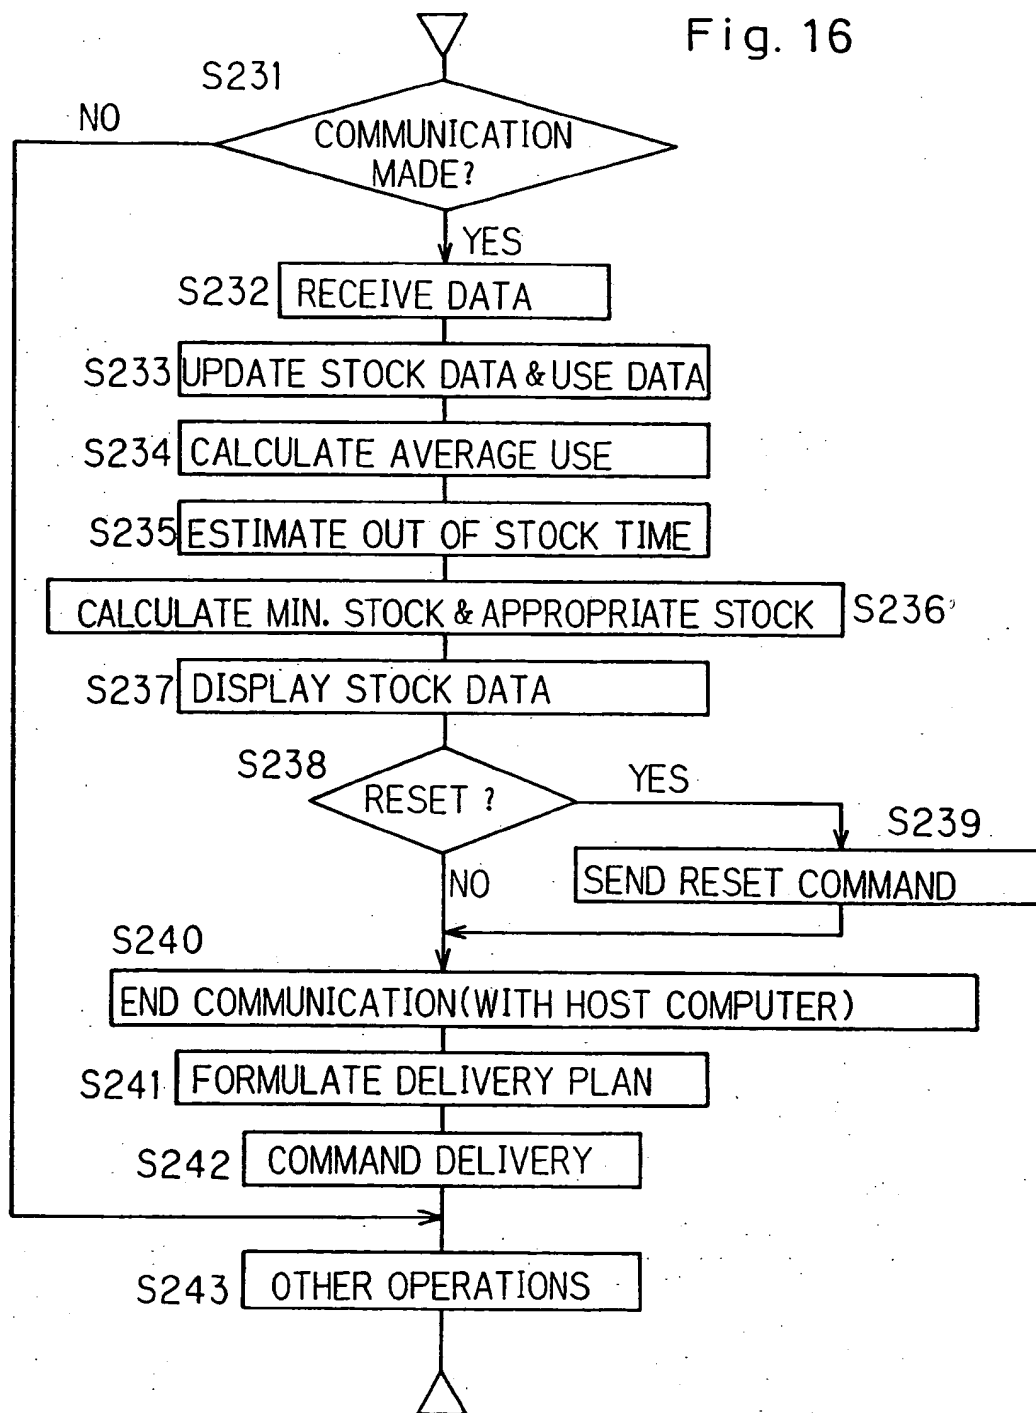 Fig. 16
S231
NO
COMMUNICATION
MADE?
YES
S232
RECEIVE DATA
S233
UPDATE STOCK DATA & USE DATA
S234
CALCULATE AVERAGE USE
S235
ESTIMATE OUT OF STOCK TIME
CALCULATE MIN. STOCK & APPROPRIATE STOCK
S236
S237
DISPLAY STOCK DATA
S238
RESET ?
YES
S239
SEND RESET COMMAND
NO
S240
END COMMUNICATION(WITH HOST COMPUTER)
S241
FORMULATE DELIVERY PLAN
S242
COMMAND DELIVERY
S243
OTHER OPERATIONS